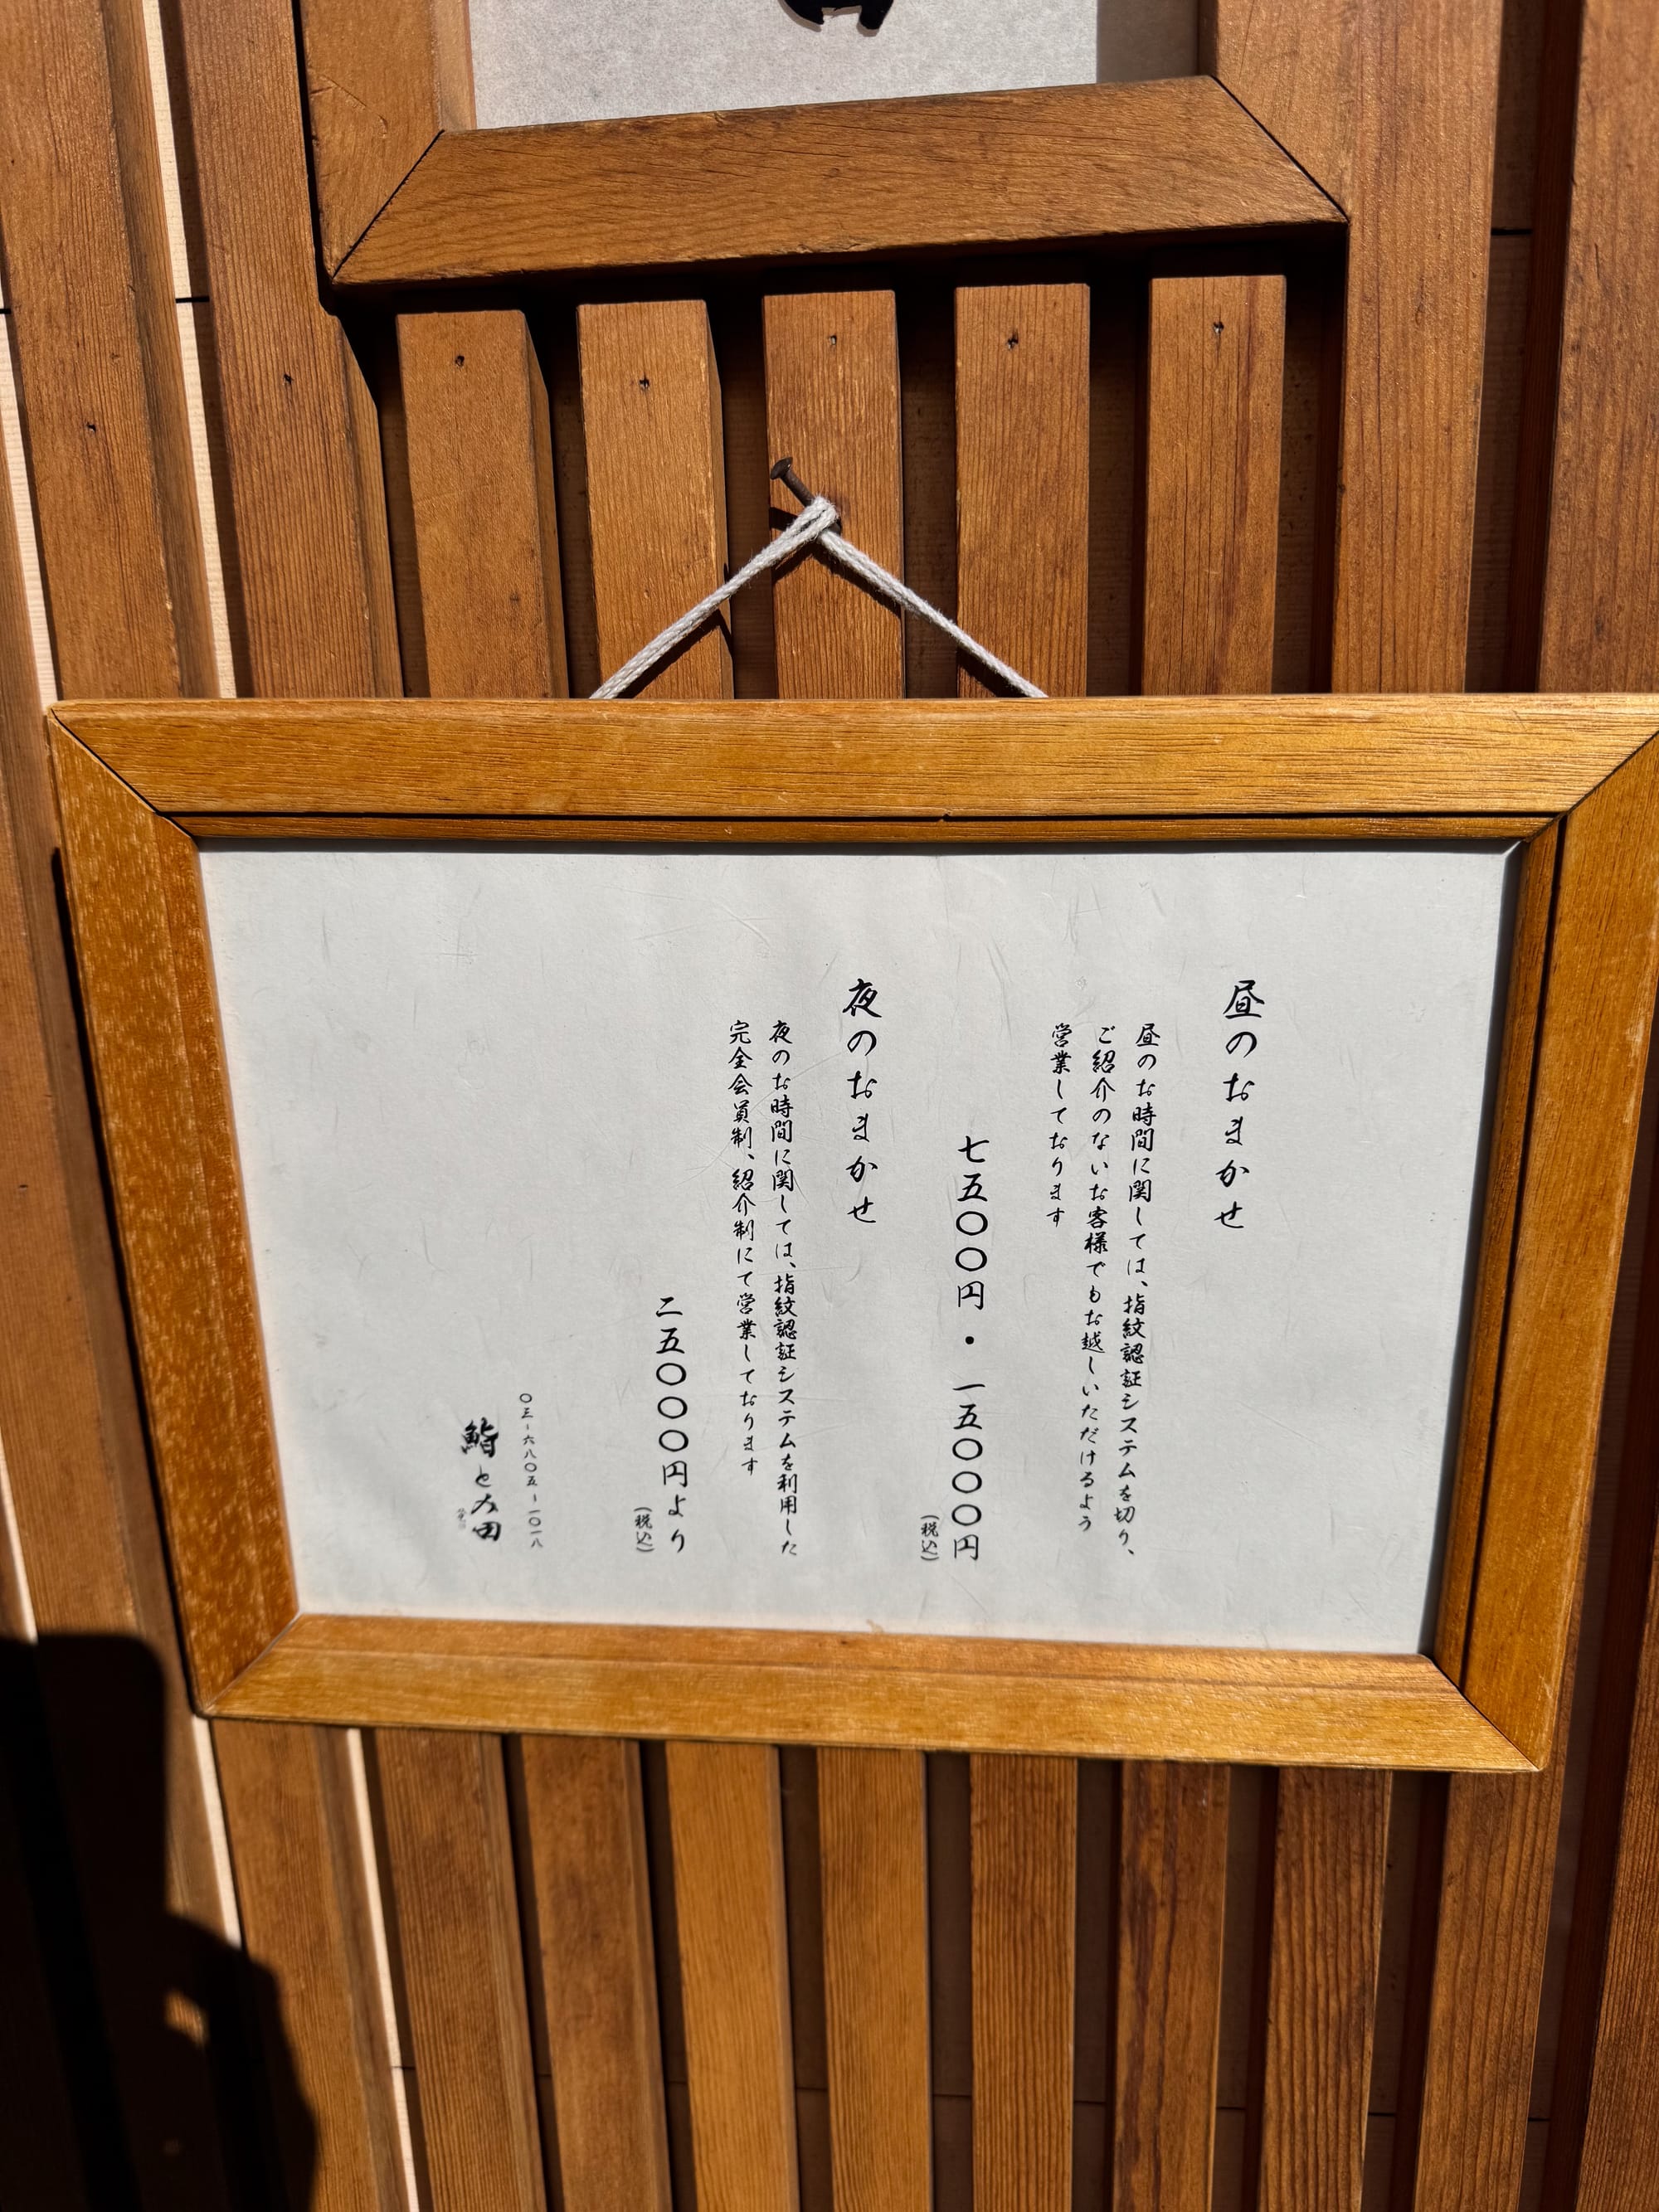 昼のおまかせ
昼のお時間に関しては、指紋認証システムを切り、
ご紹介のないお客様でもお越しいただけるよう
営業しております
七五〇〇円・一五〇〇〇円
(税込)
夜のおまかせ
夜のお時間に関しては、指紋認証システムを利用した
完全会員制、紹介制にて営業しております
二五〇〇〇円より
(税込)
〇三-六八〇五-一〇一八
鮨と大田